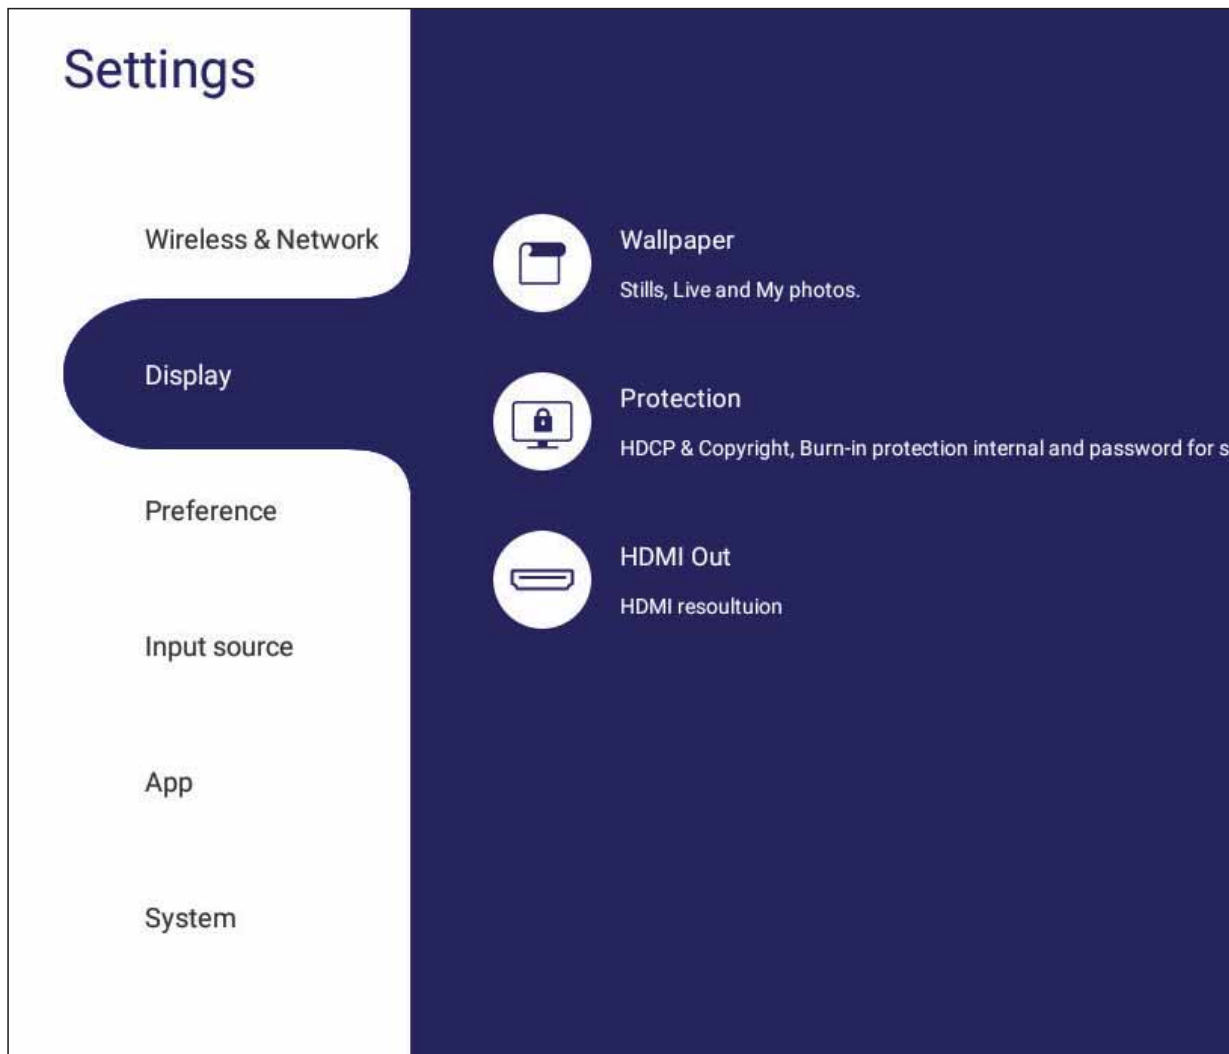 Settings
Wireless & Network
Display
Preference
Input source
App
System
Wallpaper
Stills, Live and My photos.
Protection
HDCP & Copyright, Burn-in protection internal and password for s
HDMI Out
HDMI resoultuion